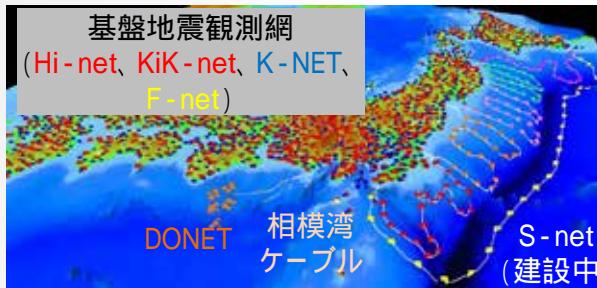 基盤地震観測網
(Hi-net、KiK-net、K-NET、
F-net)
DONET
相模湾
ケーブル
S-net
(建設中